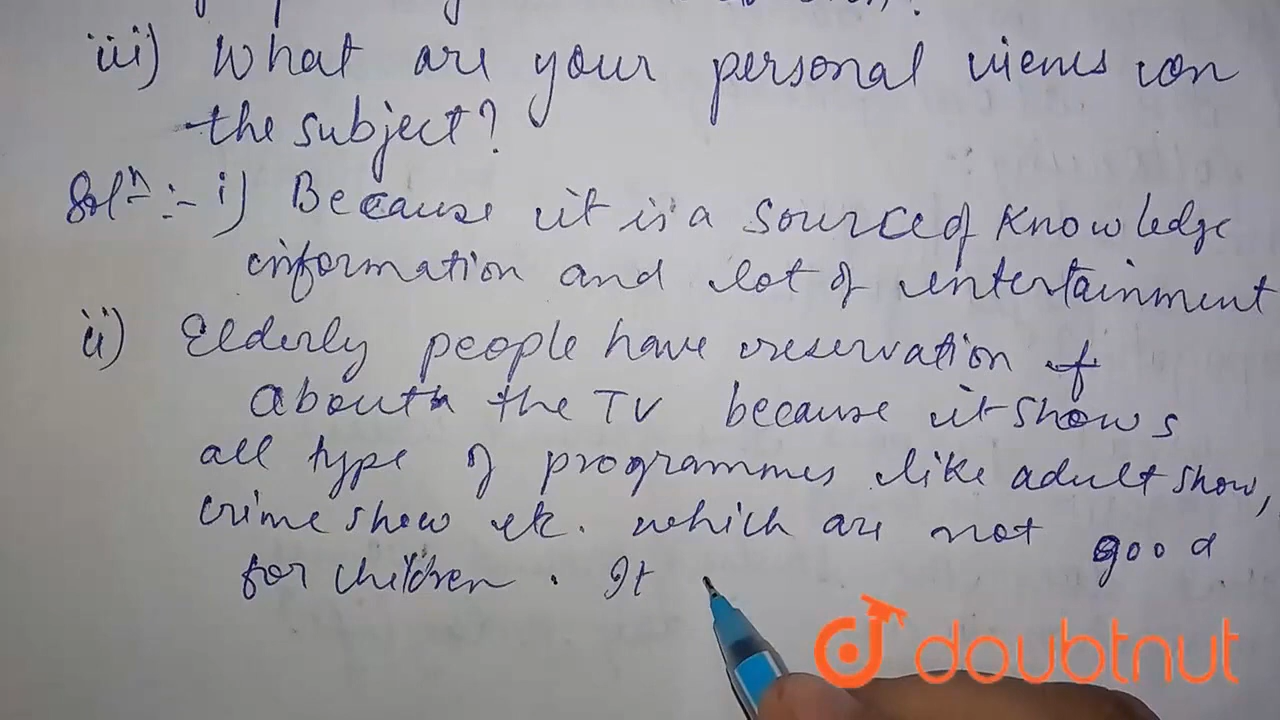 iii) What are your personal views on
the subject?
Solⁿ :- i) Because it is a source of knowledge
information and lot of entertainment
ii) Elderly people have reservation of
about the TV because it shows
all type of programmes like adult show,
crime show etc. which are not good
for children. It
doubtnut